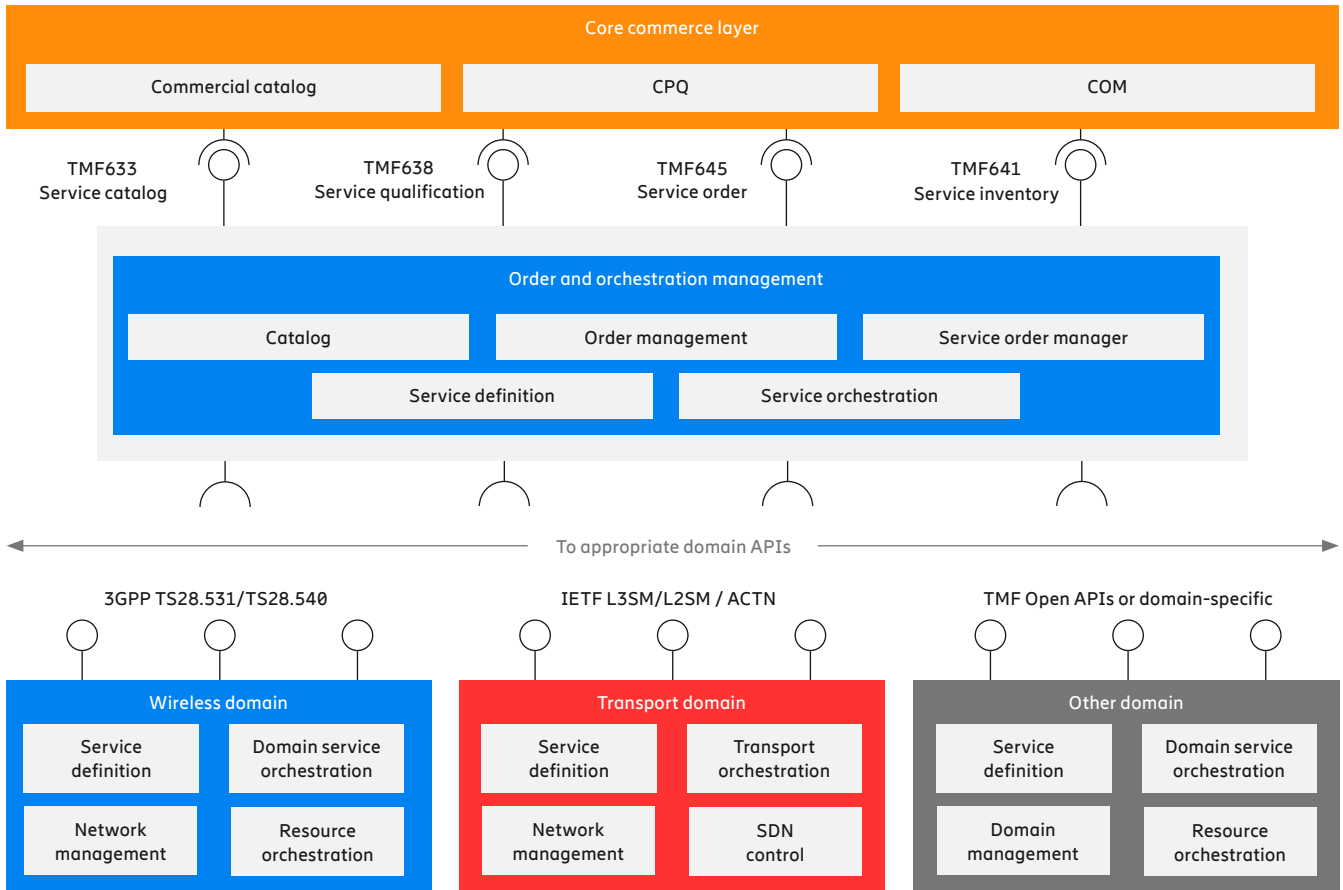 Core commerce layer
Commercial catalog
CPQ
COM
TMF633
Service catalog
TMF638
Service qualification
TMF645
Service order
TMF641
Service inventory
Order and orchestration management
Catalog
Order management
Service order manager
Service definition
Service orchestration
To appropriate domain APIs
3GPP TS28.531/TS28.540
IETF L3SM/L2SM / ACTN
TMF Open APIs or domain-specific
Wireless domain
Service
definition
Domain service
orchestration
Network
management
Resource
orchestration
Transport domain
Service
definition
Transport
orchestration
Network
management
SDN
control
Other domain
Service
definition
Domain service
orchestration
Domain
management
Resource
orchestration